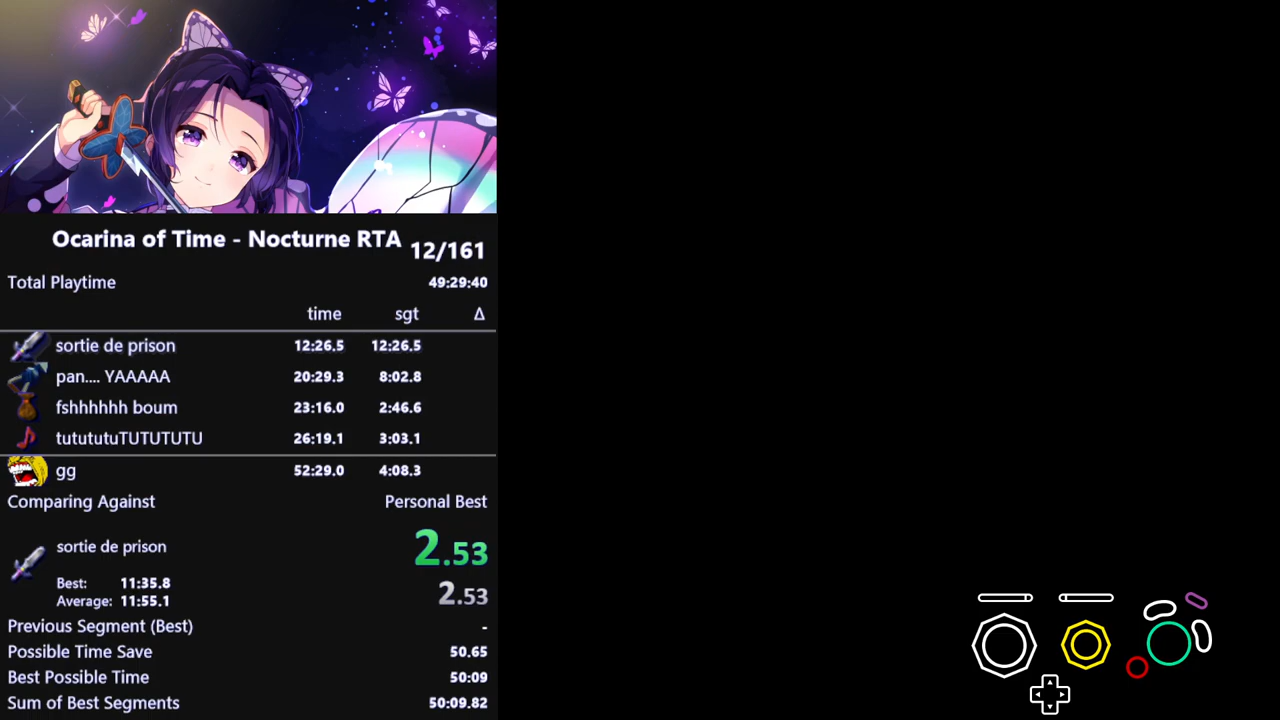 Ocarina of Time - Nocturne RTA 12/161
Total Playtime 49:29:40
time sgt Δ
sortie de prison 12:26.5 12:26.5
pan.... YAAAAA 20:29.3 8:02.8
fshhhhhh boum 23:16.0 2:46.6
tutututuTUTUTUTU 26:19.1 3:03.1
gg 52:29.0 4:08.3
Comparing Against Personal Best
sortie de prison 2.53
Best: 11:35.8
Average: 11:55.1 2.53
Previous Segment (Best) -
Possible Time Save 50.65
Best Possible Time 50:09
Sum of Best Segments 50:09.82